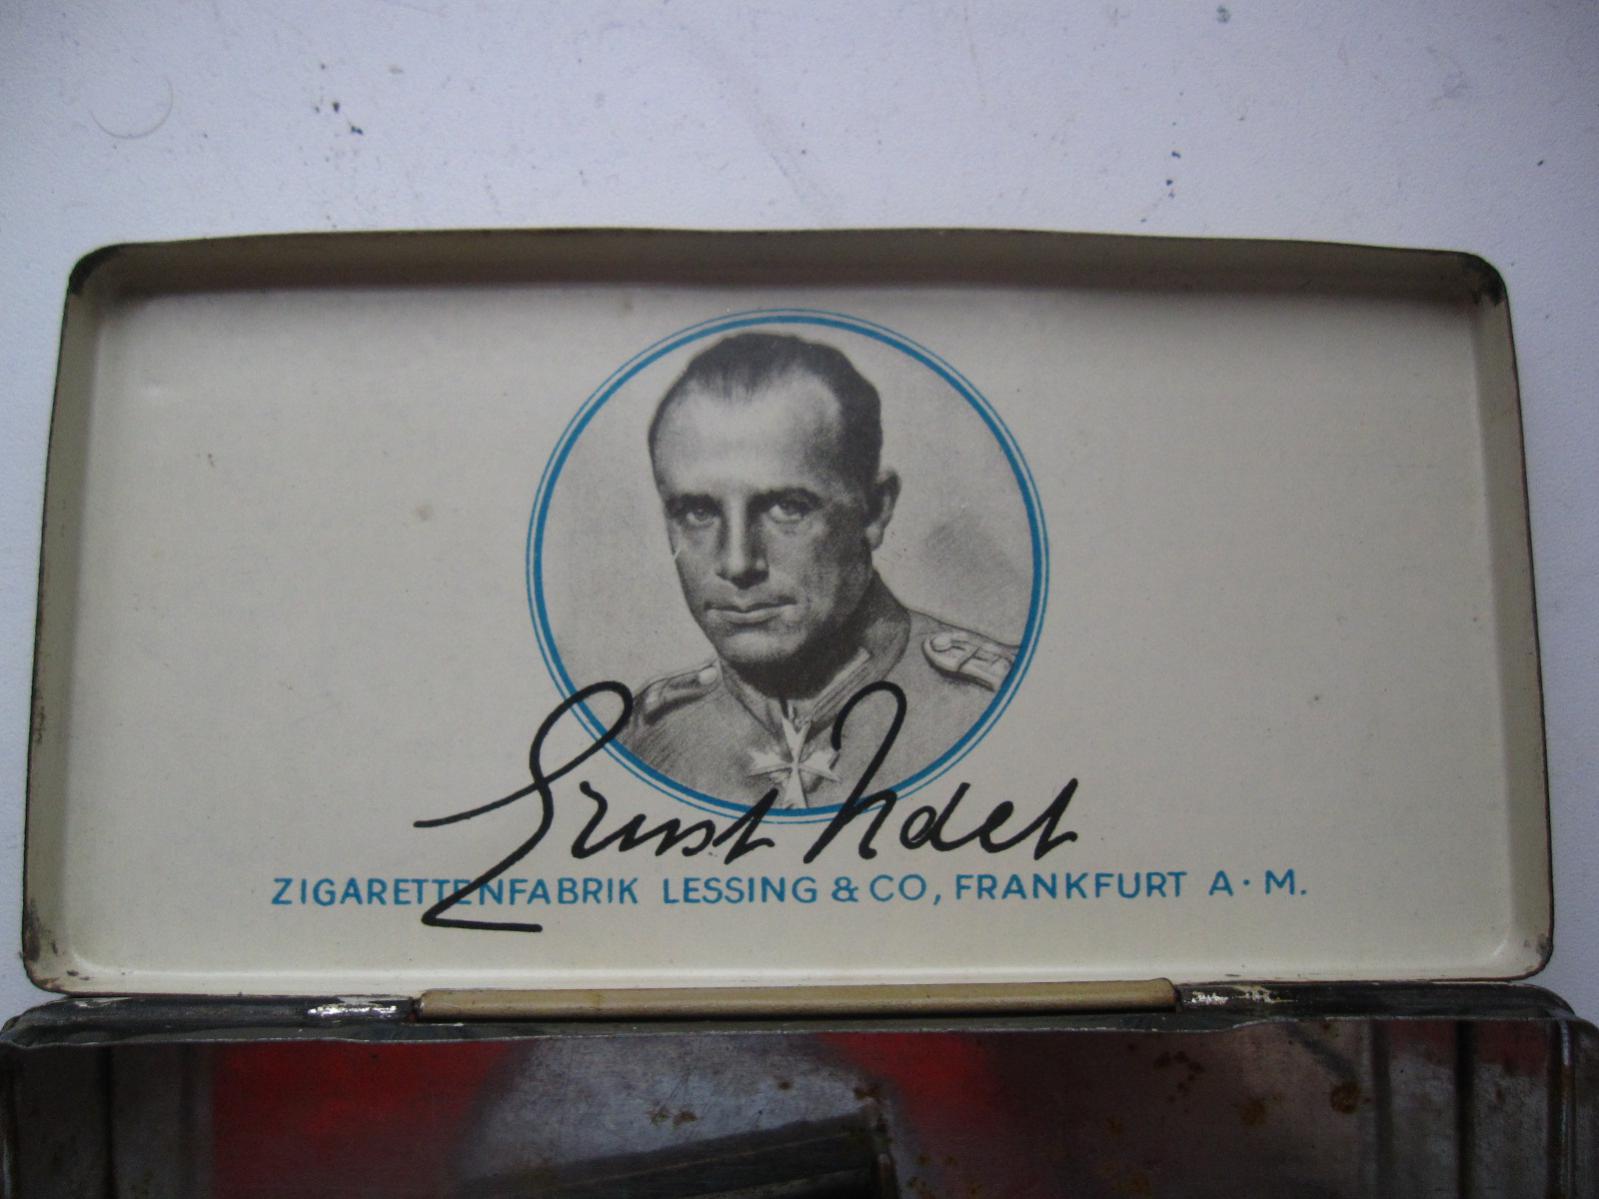 Ernst Udet
ZIGARETTENFABRIK LESSING & CO, FRANKFURT A·M.